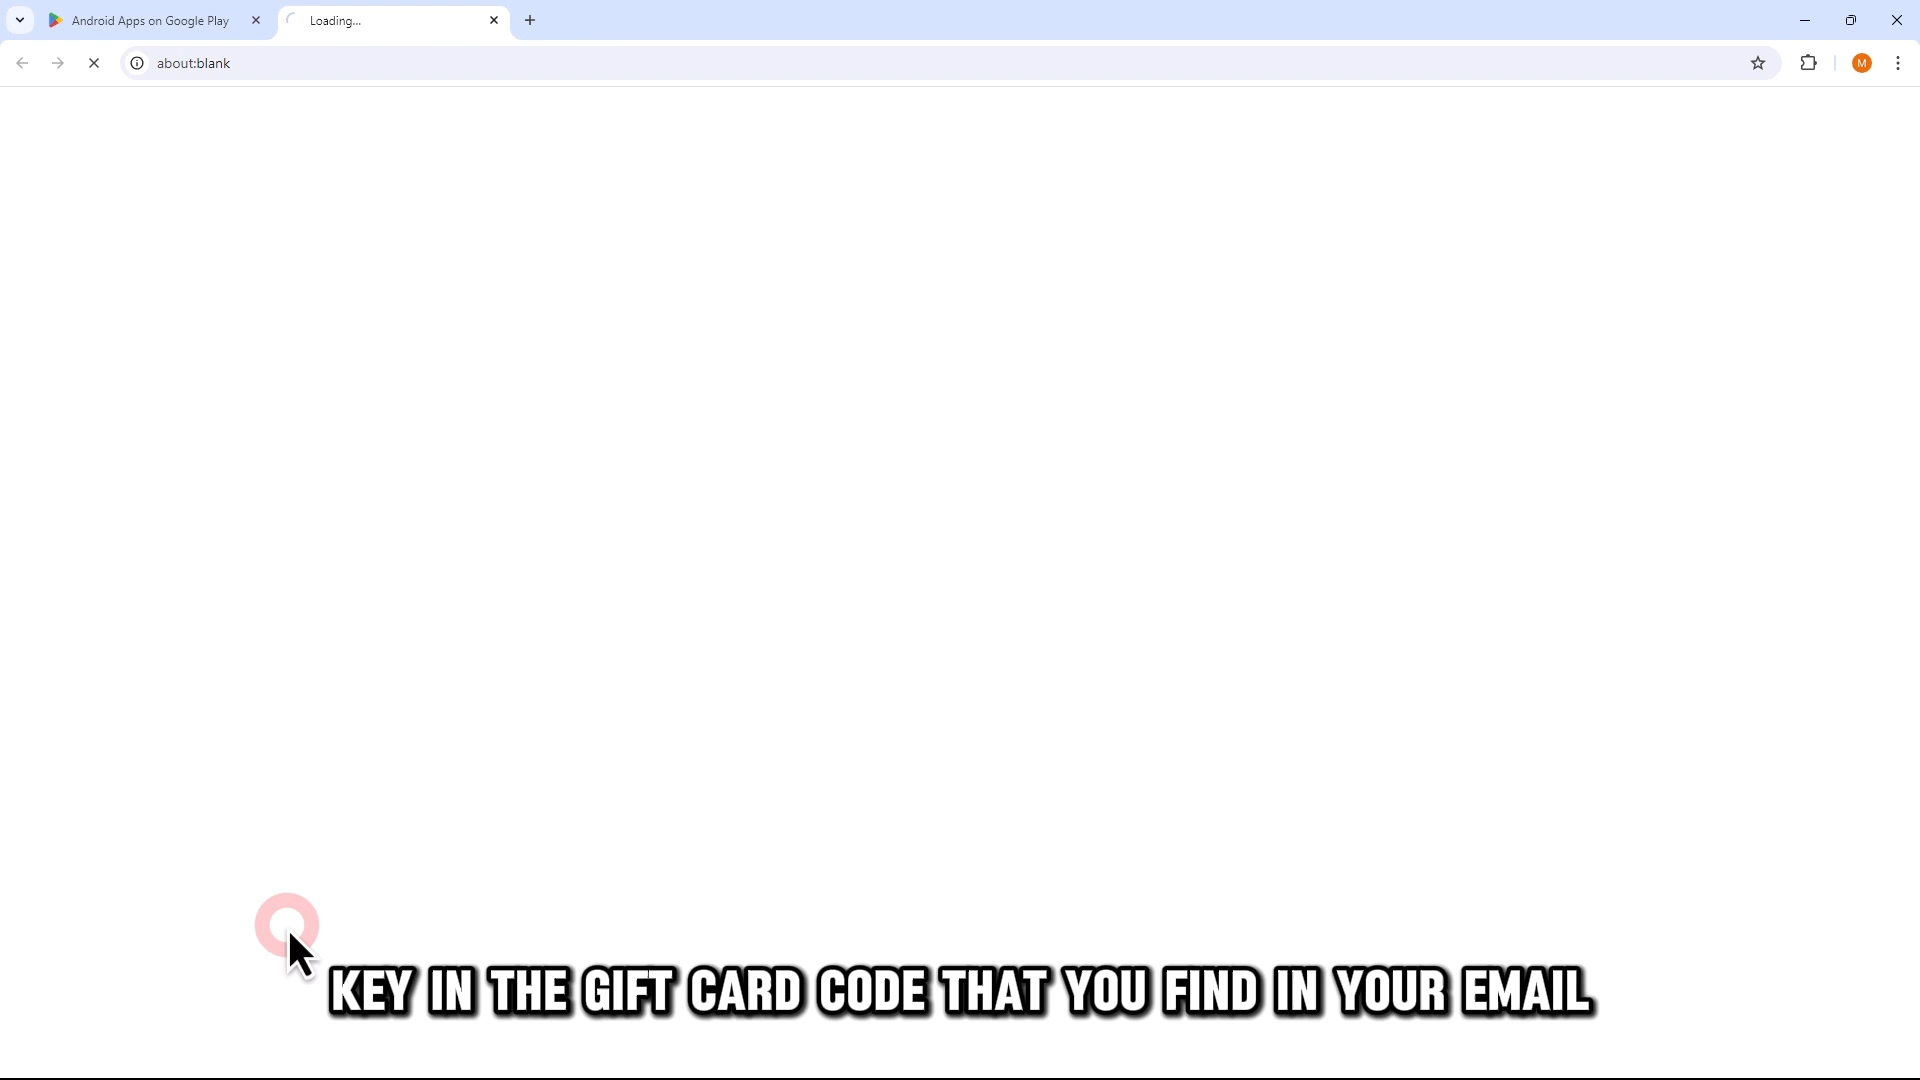 Android Apps on Google Play
Loading...
about:blank
M
KEY IN THE GIFT CARD CODE THAT YOU FIND IN YOUR EMAIL